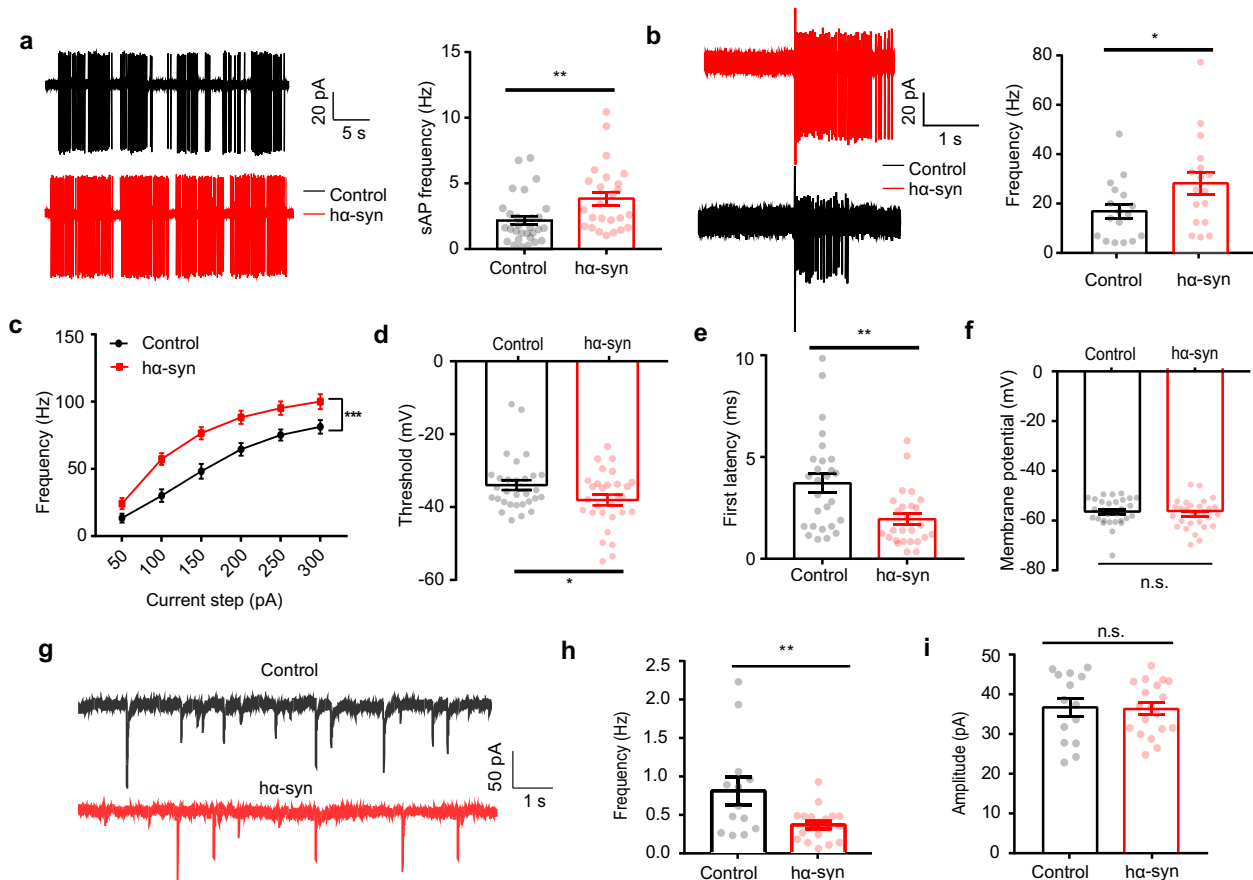 a
20 pA
5 s
Control
hα-syn
sAP frequency (Hz)
15
10
5
0
**
Control
hα-syn
b
20 pA
1 s
Control
hα-syn
Frequency (Hz)
80
60
40
20
0
*
Control
hα-syn
c
Control
hα-syn
Frequency (Hz)
150
100
50
0
***
50
100
150
200
250
300
Current step (pA)
d
Control
hα-syn
Threshold (mV)
0
−20
−40
−60
*
e
First latency (ms)
10
5
0
**
Control
hα-syn
f
Control
hα-syn
Membrane potential (mV)
0
−20
−40
−60
−80
n.s.
g
Control
hα-syn
50 pA
1 s
h
Frequency (Hz)
2.5
2.0
1.5
1.0
0.5
0.0
**
Control
hα-syn
i
Amplitude (pA)
50
40
30
20
10
0
n.s.
Control
hα-syn